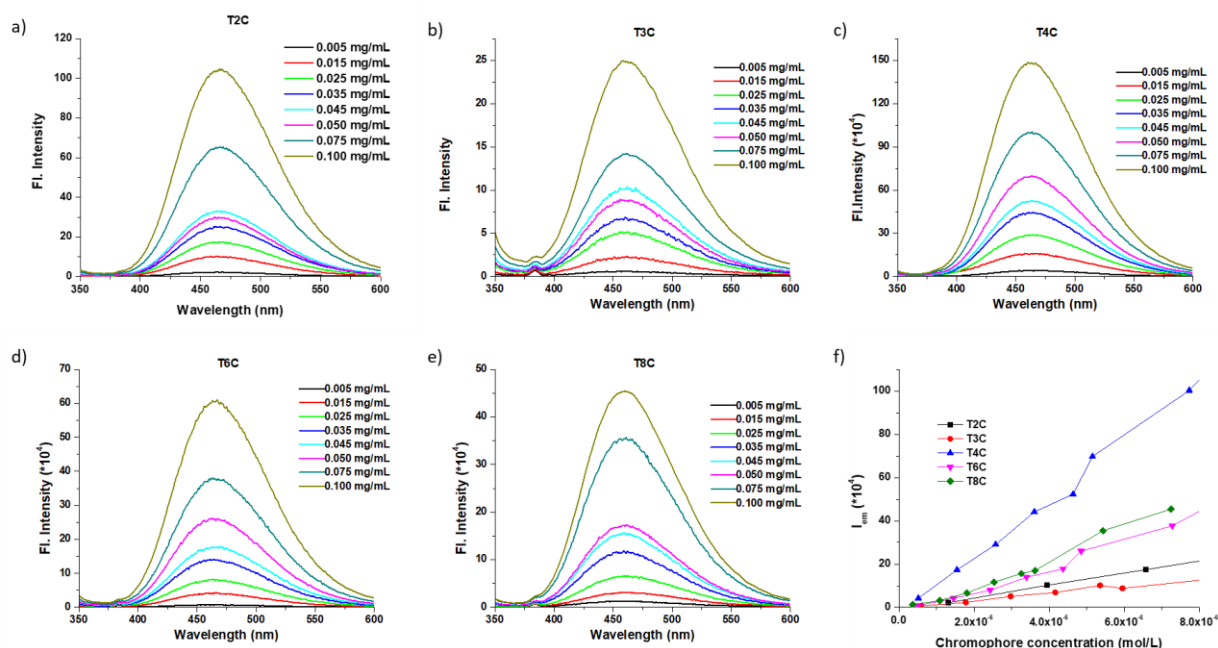 a)
T2C
Fl. Intensity
120
100
80
60
40
20
0
350 400 450 500 550 600
Wavelength (nm)
0.005 mg/mL
0.015 mg/mL
0.025 mg/mL
0.035 mg/mL
0.045 mg/mL
0.050 mg/mL
0.075 mg/mL
0.100 mg/mL
b)
T3C
Fl. Intensity
25
20
15
10
5
0
350 400 450 500 550 600
Wavelength (nm)
0.005 mg/mL
0.015 mg/mL
0.025 mg/mL
0.035 mg/mL
0.045 mg/mL
0.050 mg/mL
0.075 mg/mL
0.100 mg/mL
c)
T4C
Fl.Intensity (*10⁴)
150
120
90
60
30
0
350 400 450 500 550 600
Wavelength (nm)
0.005 mg/mL
0.015 mg/mL
0.025 mg/mL
0.035 mg/mL
0.045 mg/mL
0.050 mg/mL
0.075 mg/mL
0.100 mg/mL
d)
T6C
Fl. Intensity (*10⁴)
70
60
50
40
30
20
10
0
350 400 450 500 550 600
Wavelength (nm)
0.005 mg/mL
0.015 mg/mL
0.025 mg/mL
0.035 mg/mL
0.045 mg/mL
0.050 mg/mL
0.075 mg/mL
0.100 mg/mL
e)
T8C
Fl. Intensity (*10⁴)
50
40
30
20
10
0
350 400 450 500 550 600
Wavelength (nm)
0.005 mg/mL
0.015 mg/mL
0.025 mg/mL
0.035 mg/mL
0.045 mg/mL
0.050 mg/mL
0.075 mg/mL
0.100 mg/mL
f)
I_em (*10⁴)
100
80
60
40
20
0
0.0 2.0x10⁻⁴ 4.0x10⁻⁴ 6.0x10⁻⁴ 8.0x10⁻⁴
Chromophore concentration (mol/L)
T2C
T3C
T4C
T6C
T8C